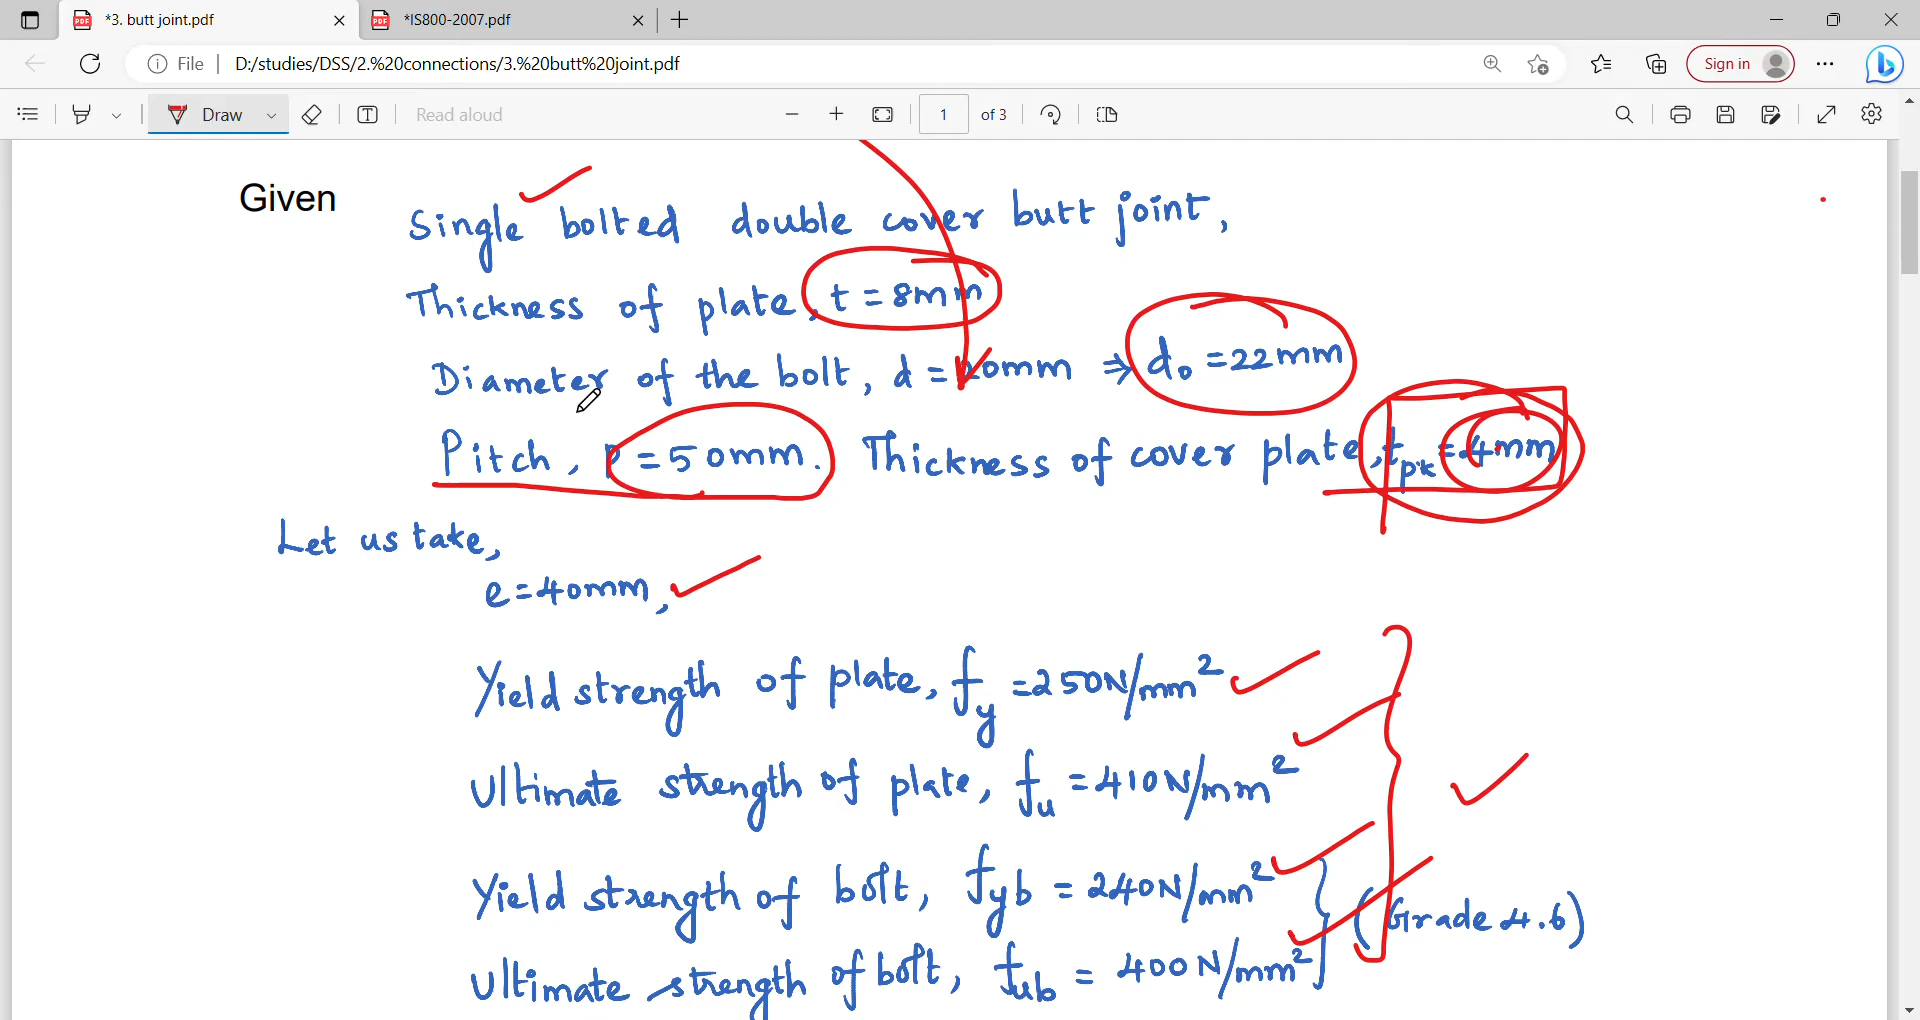 *3. butt joint.pdf
*IS800-2007.pdf
File
D:/studies/DSS/2.%20connections/3.%20butt%20joint.pdf
Sign in
Draw
Read aloud
1 of 3
Given
Single bolted double cover butt joint,
Thickness of plate, t = 8mm
Diameter of the bolt, d = 20mm ⇒ d₀ = 22mm
Pitch, P = 50mm. Thickness of cover plate, tpk = 4mm
Let us take,
e = 40mm,
Yield strength of plate, fy = 250N/mm²
Ultimate strength of plate, fu = 410N/mm²
Yield strength of bolt, fyb = 240N/mm²
(Grade 4.6)
Ultimate strength of bolt, fub = 400N/mm²